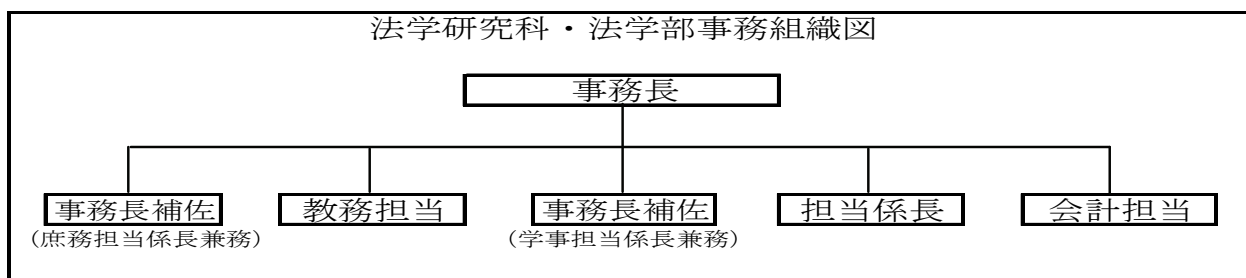 法学研究科・法学部事務組織図
事務長
事務長補佐 教務担当 事務長補佐 担当係長 会計担当
(庶務担当係長兼務) (学事担当係長兼務)